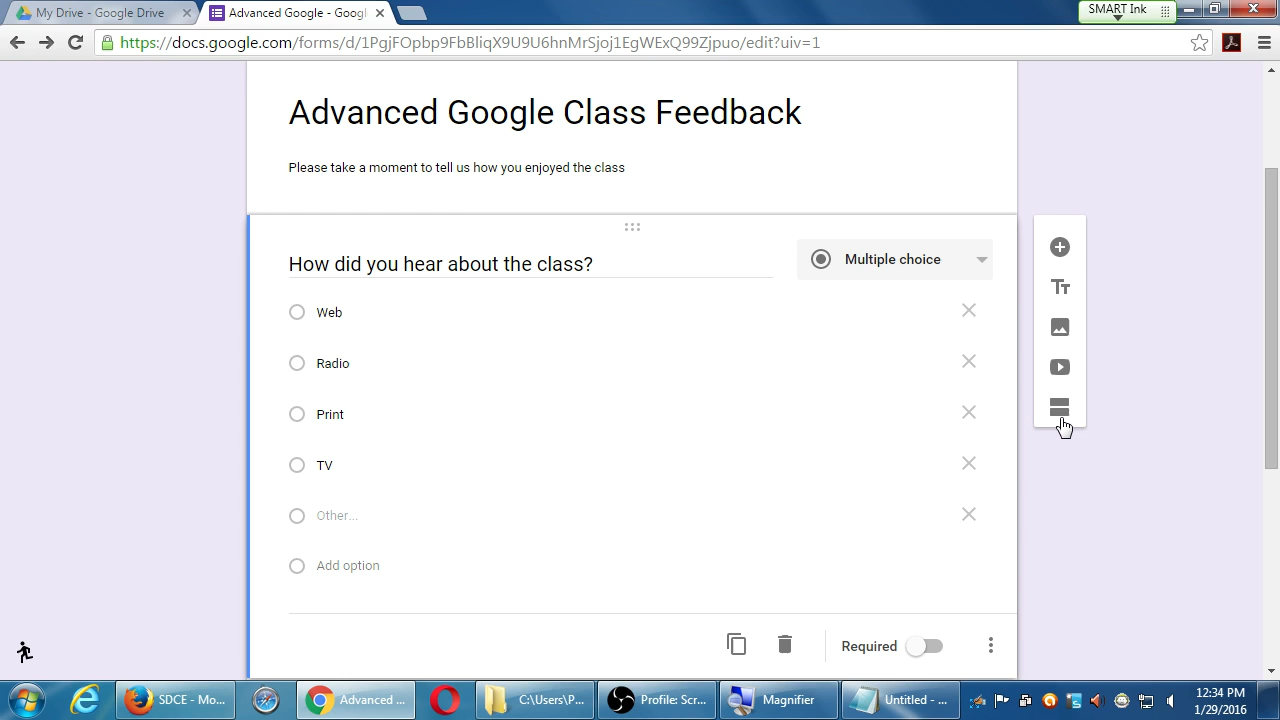 My Drive - Google Drive
Advanced Google - Googl
SMART Ink
https://docs.google.com/forms/d/1PgjFOpbp9FbBliqX9U9U6hnMrSjoj1EgWExQ99Zjpuo/edit?uiv=1
Advanced Google Class Feedback
Please take a moment to tell us how you enjoyed the class
How did you hear about the class?
Multiple choice
Web
Radio
Print
TV
Other...
Add option
Required
SDCE - Mo...
Advanced ...
C:\Users\P...
Profile: Scr...
Magnifier
Untitled - ...
12:34 PM
1/29/2016